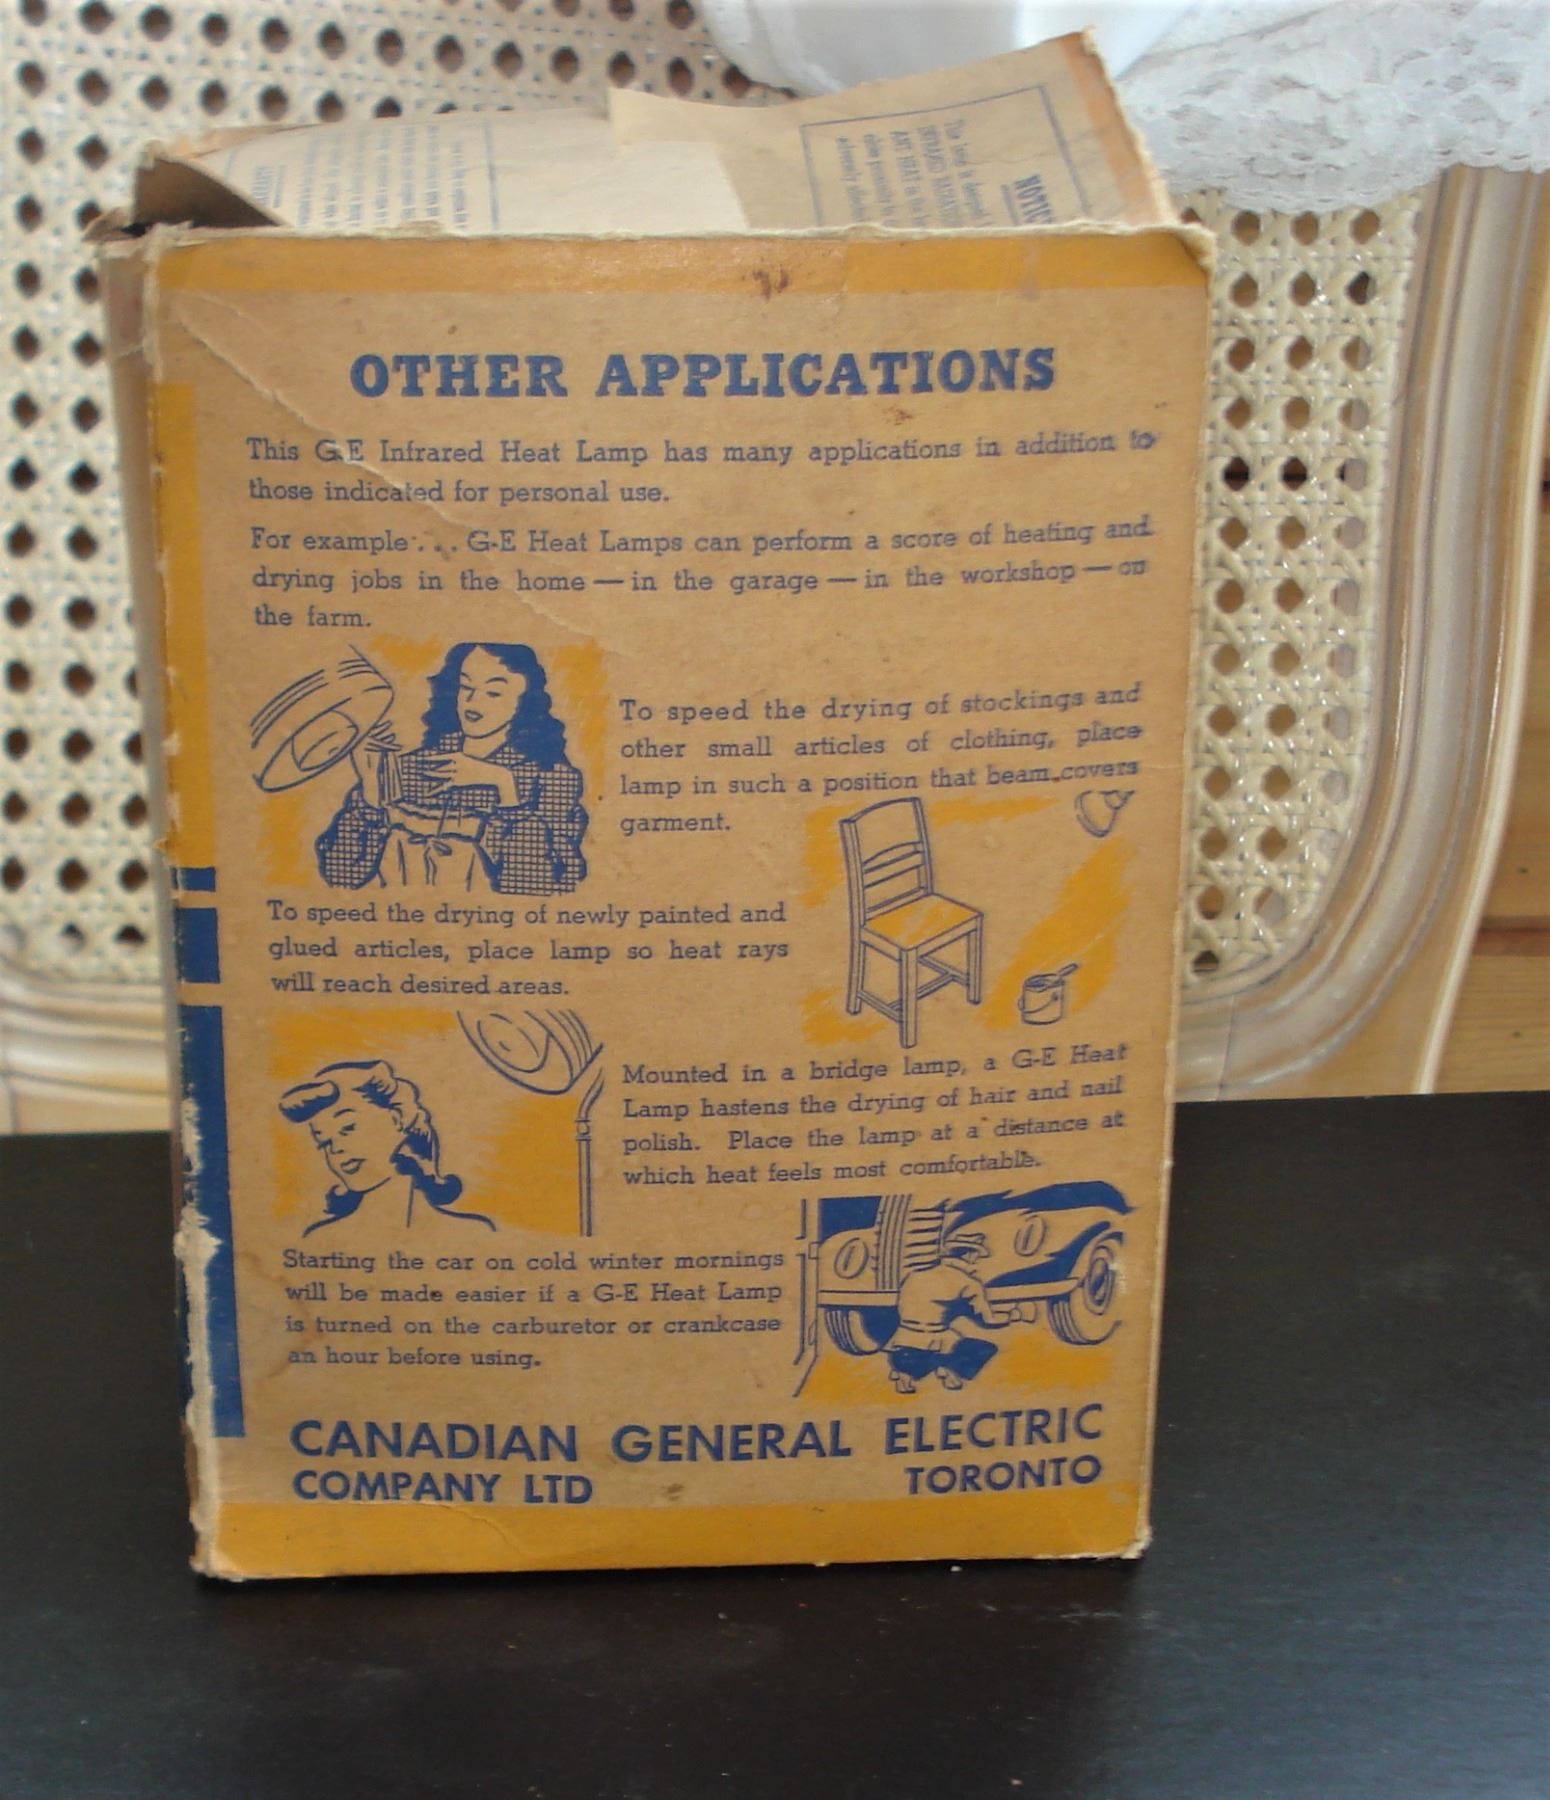 NOTICE
OTHER APPLICATIONS
This G-E Infrared Heat Lamp has many applications in addition to
those indicated for personal use.
For example . . . G-E Heat Lamps can perform a score of heating and
drying jobs in the home — in the garage — in the workshop — on
the farm.
To speed the drying of stockings and
other small articles of clothing, place
lamp in such a position that beam covers
garment.
To speed the drying of newly painted and
glued articles, place lamp so heat rays
will reach desired areas.
Mounted in a bridge lamp, a G-E Heat
Lamp hastens the drying of hair and nail
polish. Place the lamp at a distance at
which heat feels most comfortable.
Starting the car on cold winter mornings
will be made easier if a G-E Heat Lamp
is turned on the carburetor or crankcase
an hour before using.
CANADIAN GENERAL ELECTRIC
COMPANY LTD TORONTO